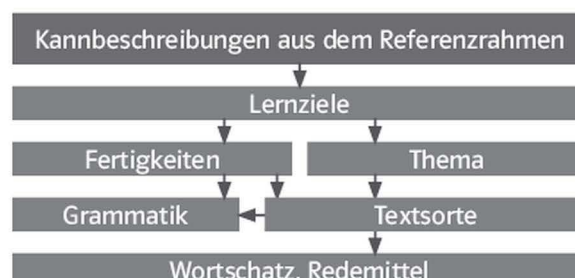 Kannbeschreibungen aus dem Referenzrahmen
Lernziele
Fertigkeiten
Thema
Grammatik
Textsorte
Wortschatz, Redemittel